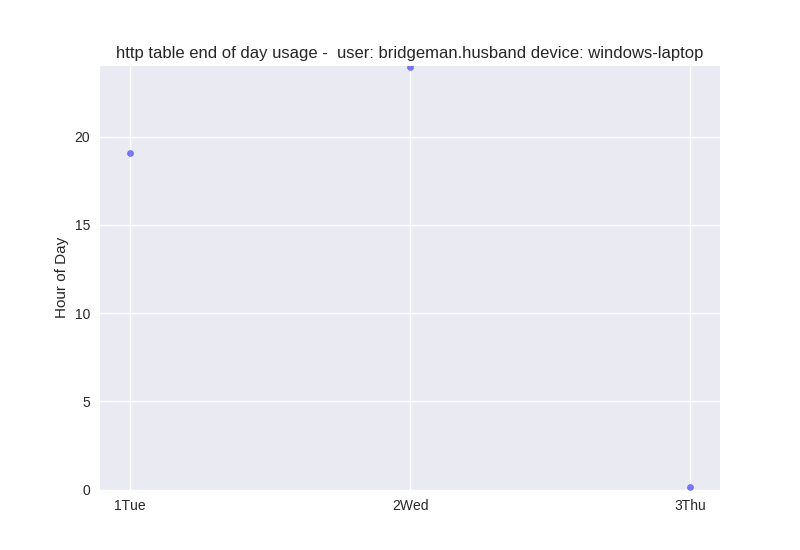 http table end of day usage -  user: bridgeman.husband device: windows-laptop
20
15
10
5
0
Hour of Day
1Tue
2Wed
3Thu